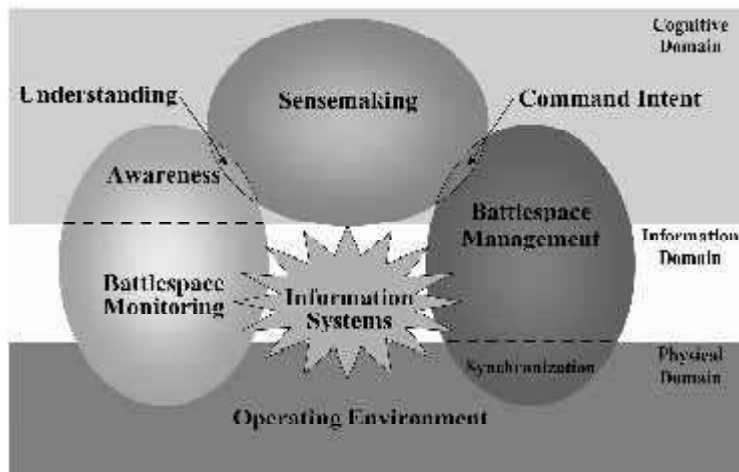 Cognitive
Domain
Understanding
Sensemaking
Command Intent
Awareness
Battlespace
Management
Information
Domain
Battlespace
Monitoring
Information
Systems
Synchronization
Physical
Domain
Operating Environment